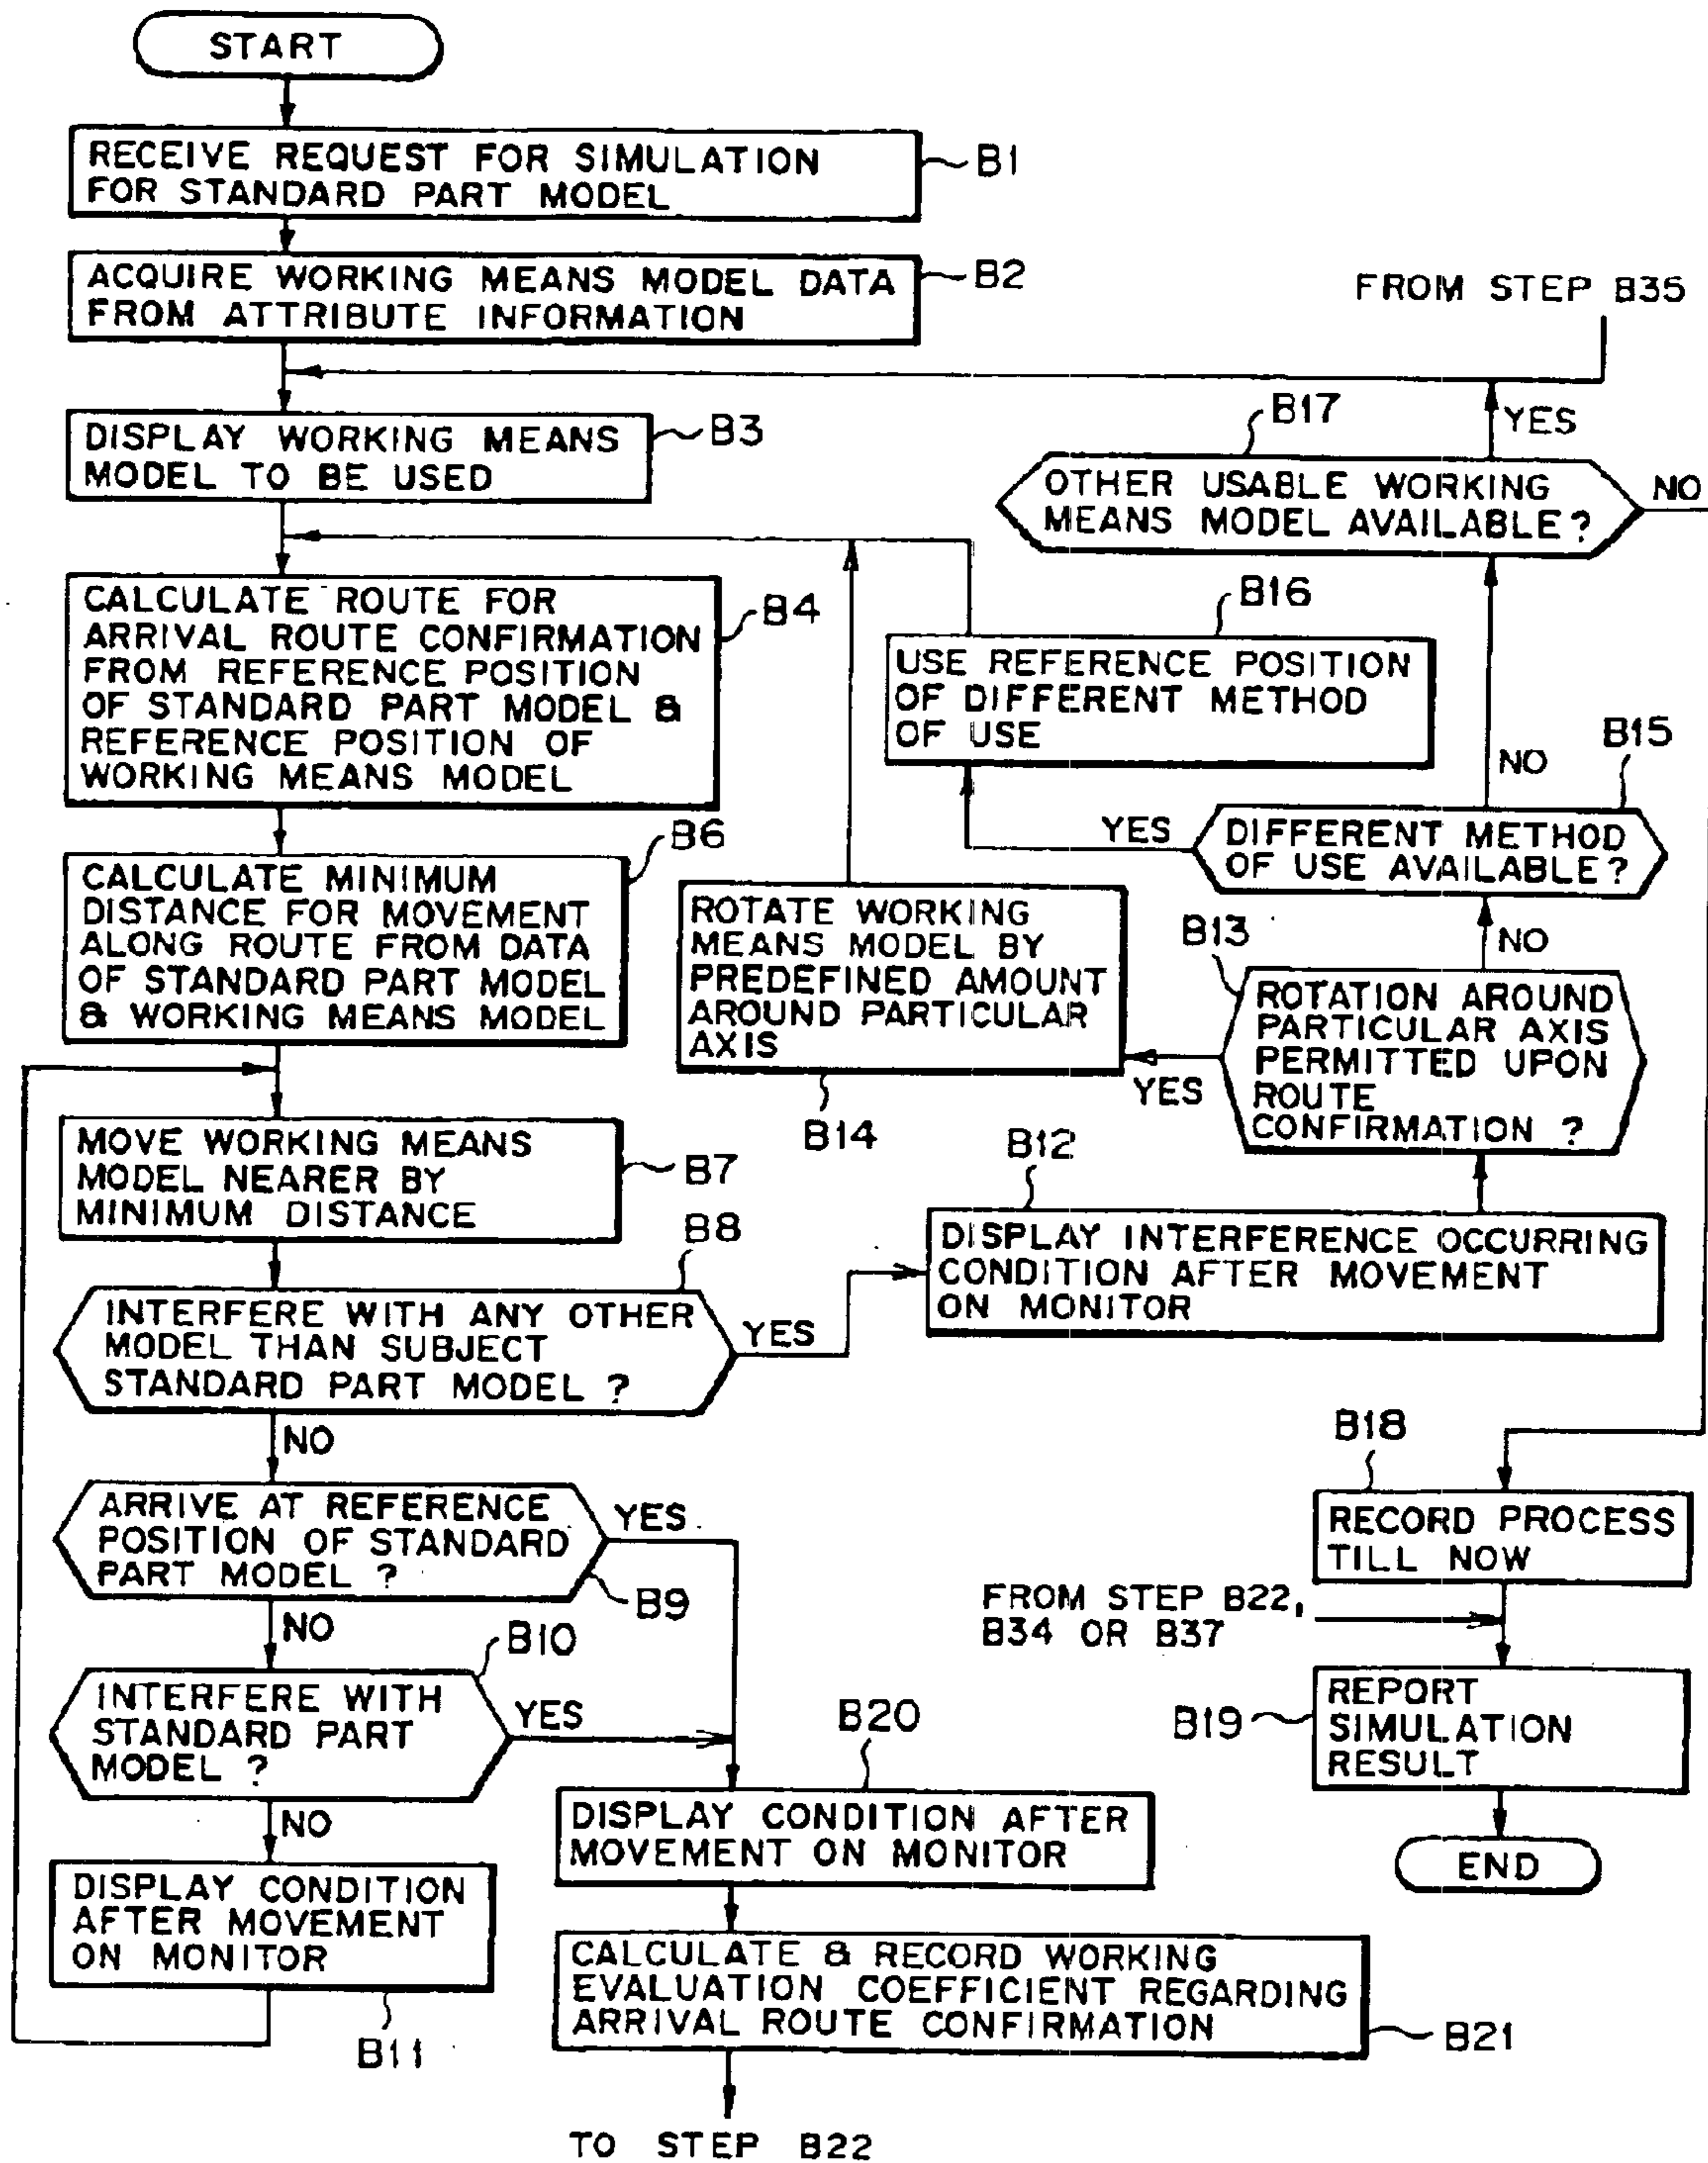 START
RECEIVE REQUEST FOR SIMULATION
FOR STANDARD PART MODEL
B1
ACQUIRE WORKING MEANS MODEL DATA
FROM ATTRIBUTE INFORMATION
B2
FROM STEP B35
DISPLAY WORKING MEANS
MODEL TO BE USED
B3
B17
YES
OTHER USABLE WORKING
MEANS MODEL AVAILABLE?
NO
CALCULATE ROUTE FOR
ARRIVAL ROUTE CONFIRMATION
FROM REFERENCE POSITION
OF STANDARD PART MODEL &
REFERENCE POSITION OF
WORKING MEANS MODEL
B4
B16
USE REFERENCE POSITION
OF DIFFERENT METHOD
OF USE
NO
B15
YES
DIFFERENT METHOD
OF USE AVAILABLE?
B6
CALCULATE MINIMUM
DISTANCE FOR MOVEMENT
ALONG ROUTE FROM DATA
OF STANDARD PART MODEL
& WORKING MEANS MODEL
ROTATE WORKING
MEANS MODEL BY
PREDEFINED AMOUNT
AROUND PARTICULAR
AXIS
B14
B13
NO
ROTATION AROUND
PARTICULAR AXIS
PERMITTED UPON
ROUTE
CONFIRMATION ?
YES
MOVE WORKING MEANS
MODEL NEARER BY
MINIMUM DISTANCE
B7
B12
DISPLAY INTERFERENCE OCCURRING
CONDITION AFTER MOVEMENT
ON MONITOR
B8
INTERFERE WITH ANY OTHER
MODEL THAN SUBJECT
STANDARD PART MODEL ?
YES
NO
ARRIVE AT REFERENCE
POSITION OF STANDARD
PART MODEL ?
YES
B9
NO
B18
RECORD PROCESS
TILL NOW
FROM STEP B22,
B34 OR B37
B10
INTERFERE WITH
STANDARD PART
MODEL ?
YES
NO
B19
REPORT
SIMULATION
RESULT
END
B20
DISPLAY CONDITION AFTER
MOVEMENT ON MONITOR
DISPLAY CONDITION
AFTER MOVEMENT
ON MONITOR
B11
CALCULATE & RECORD WORKING
EVALUATION COEFFICIENT REGARDING
ARRIVAL ROUTE CONFIRMATION
B21
TO STEP B22